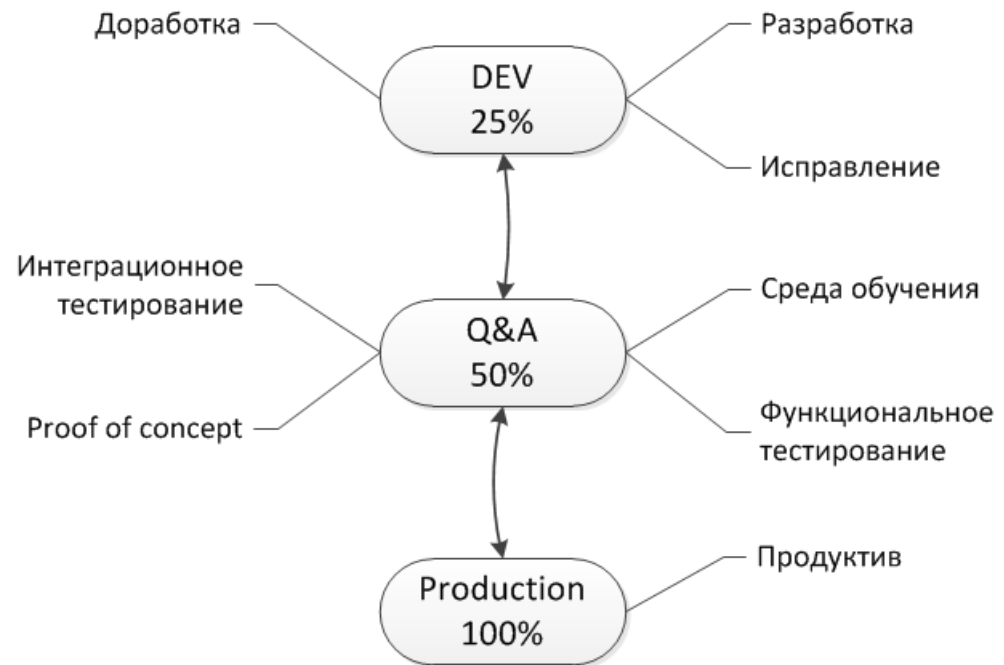 Доработка
Разработка
DEV
25%
Исправление
Интеграционное
тестирование
Среда обучения
Q&A
50%
Proof of concept
Функциональное
тестирование
Продуктив
Production
100%